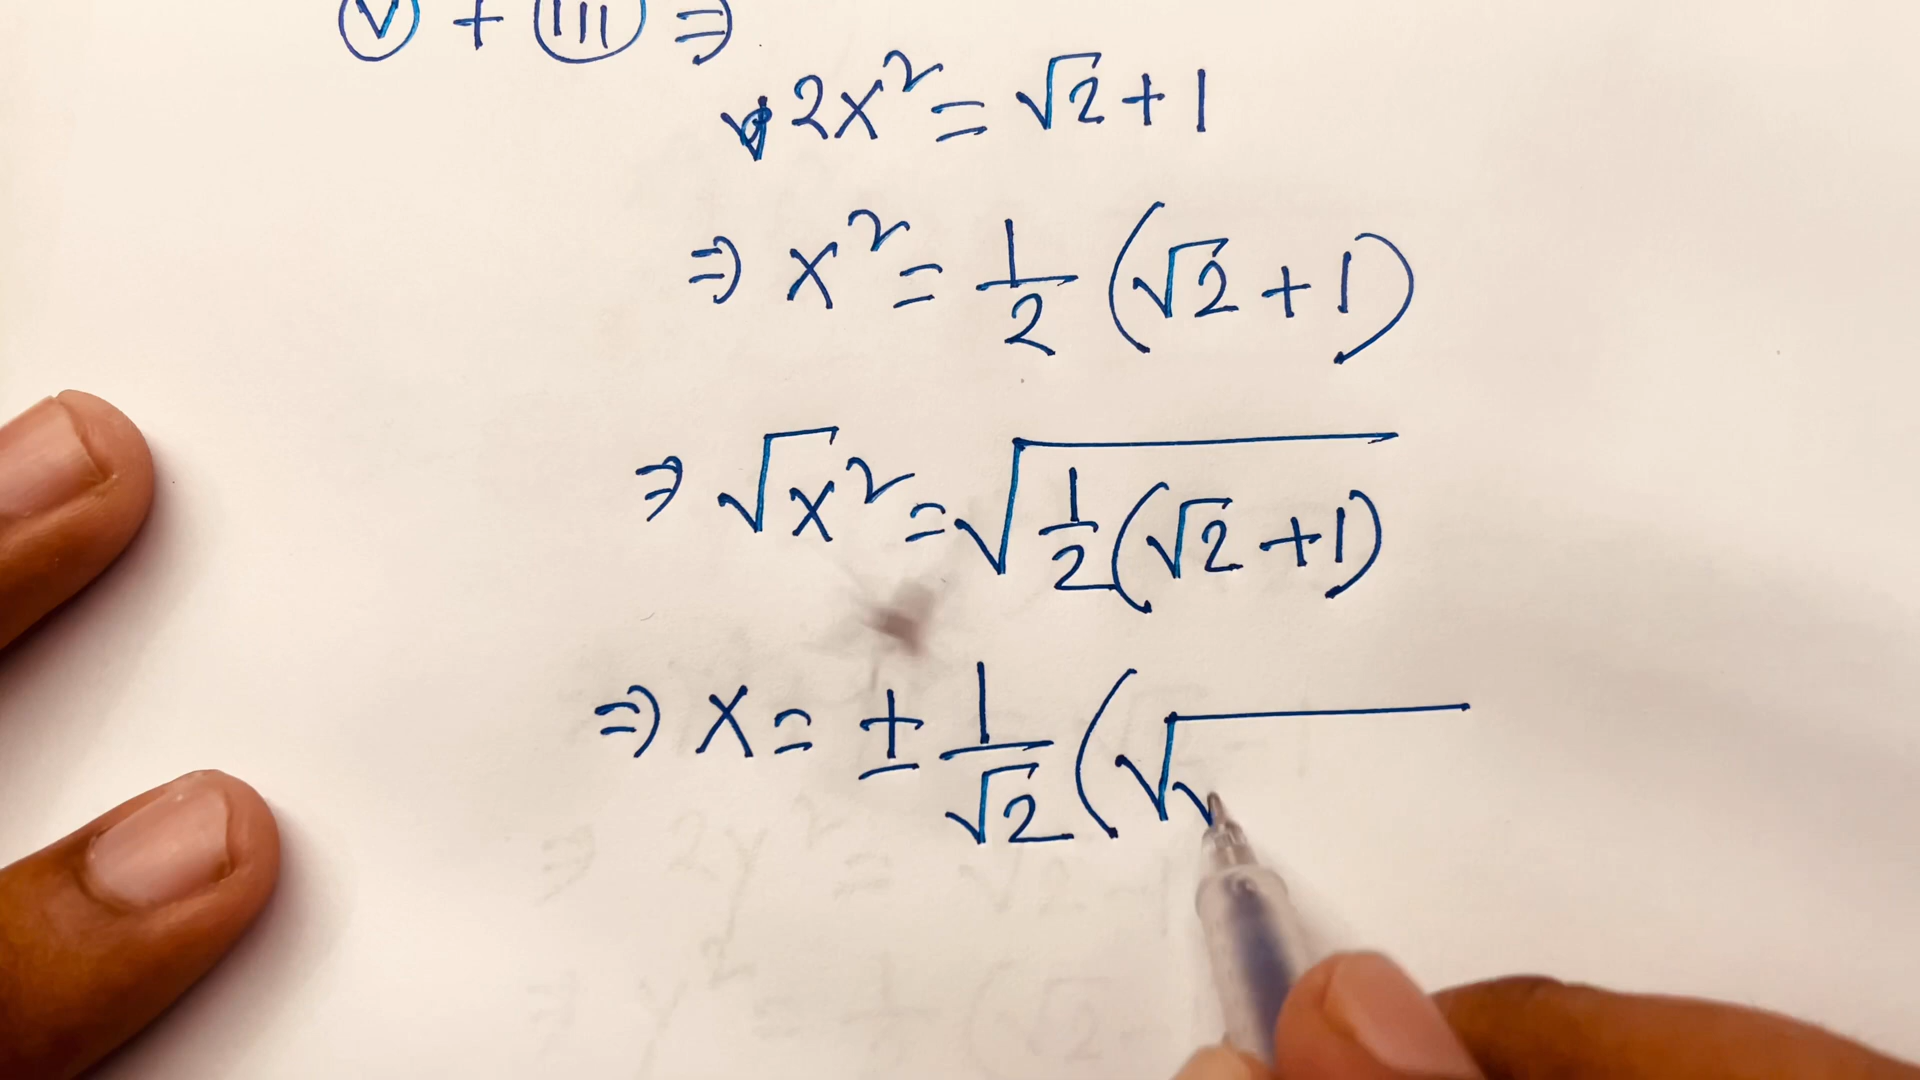 Ⓥ + Ⓘⓘⓘ ⇒
2x² = √2 + 1
⇒ x² = 1/2 (√2 + 1)
⇒ √x² = √(1/2 (√2 + 1))
⇒ x = ± 1/√2 (√√